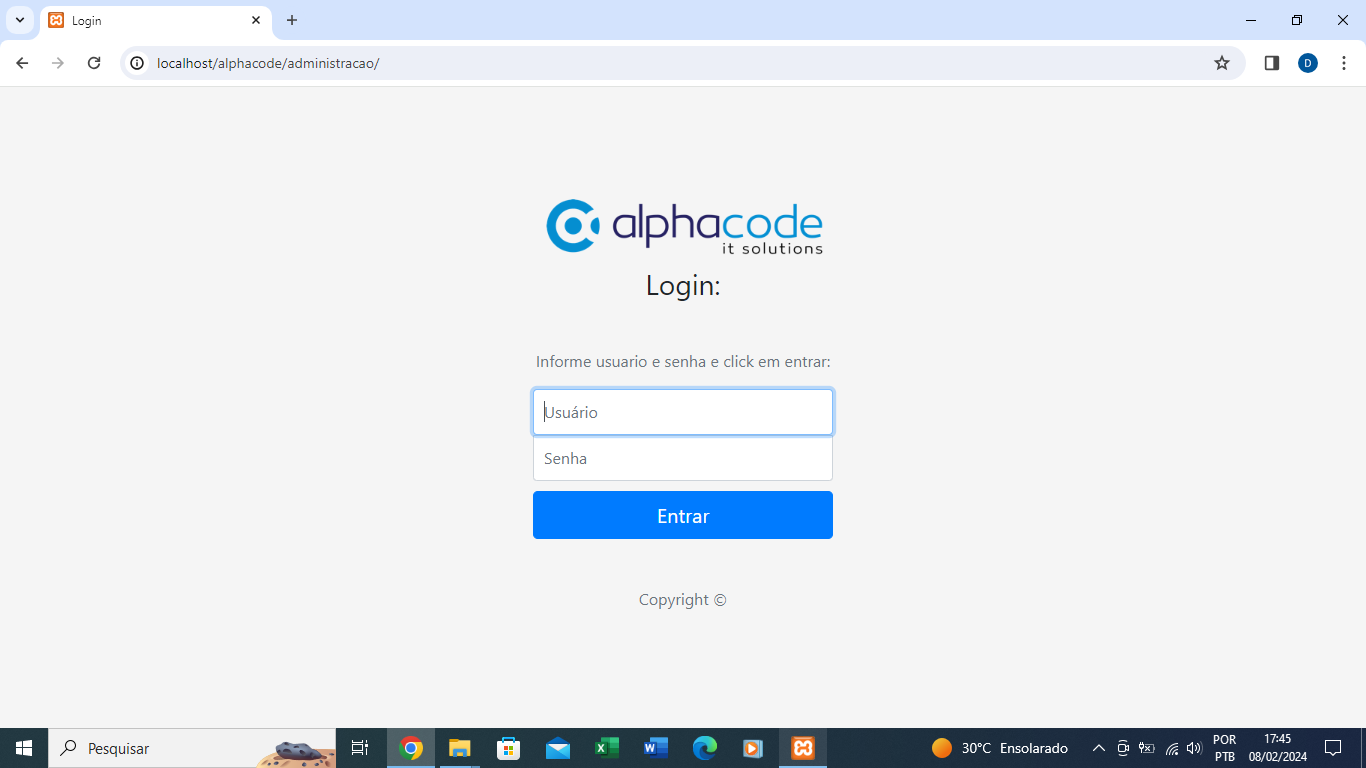 Login
localhost/alphacode/administracao/
D
alphacode
it solutions
Login:
Informe usuario e senha e click em entrar:
Usuário
Senha
Entrar
Copyright ©
Pesquisar
30°C Ensolarado
POR
PTB
17:45
08/02/2024